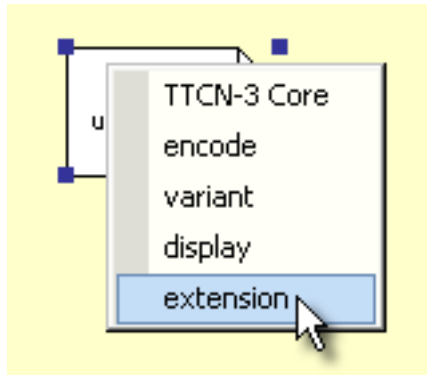 TTCN-3 Core
u
encode
variant
display
extension